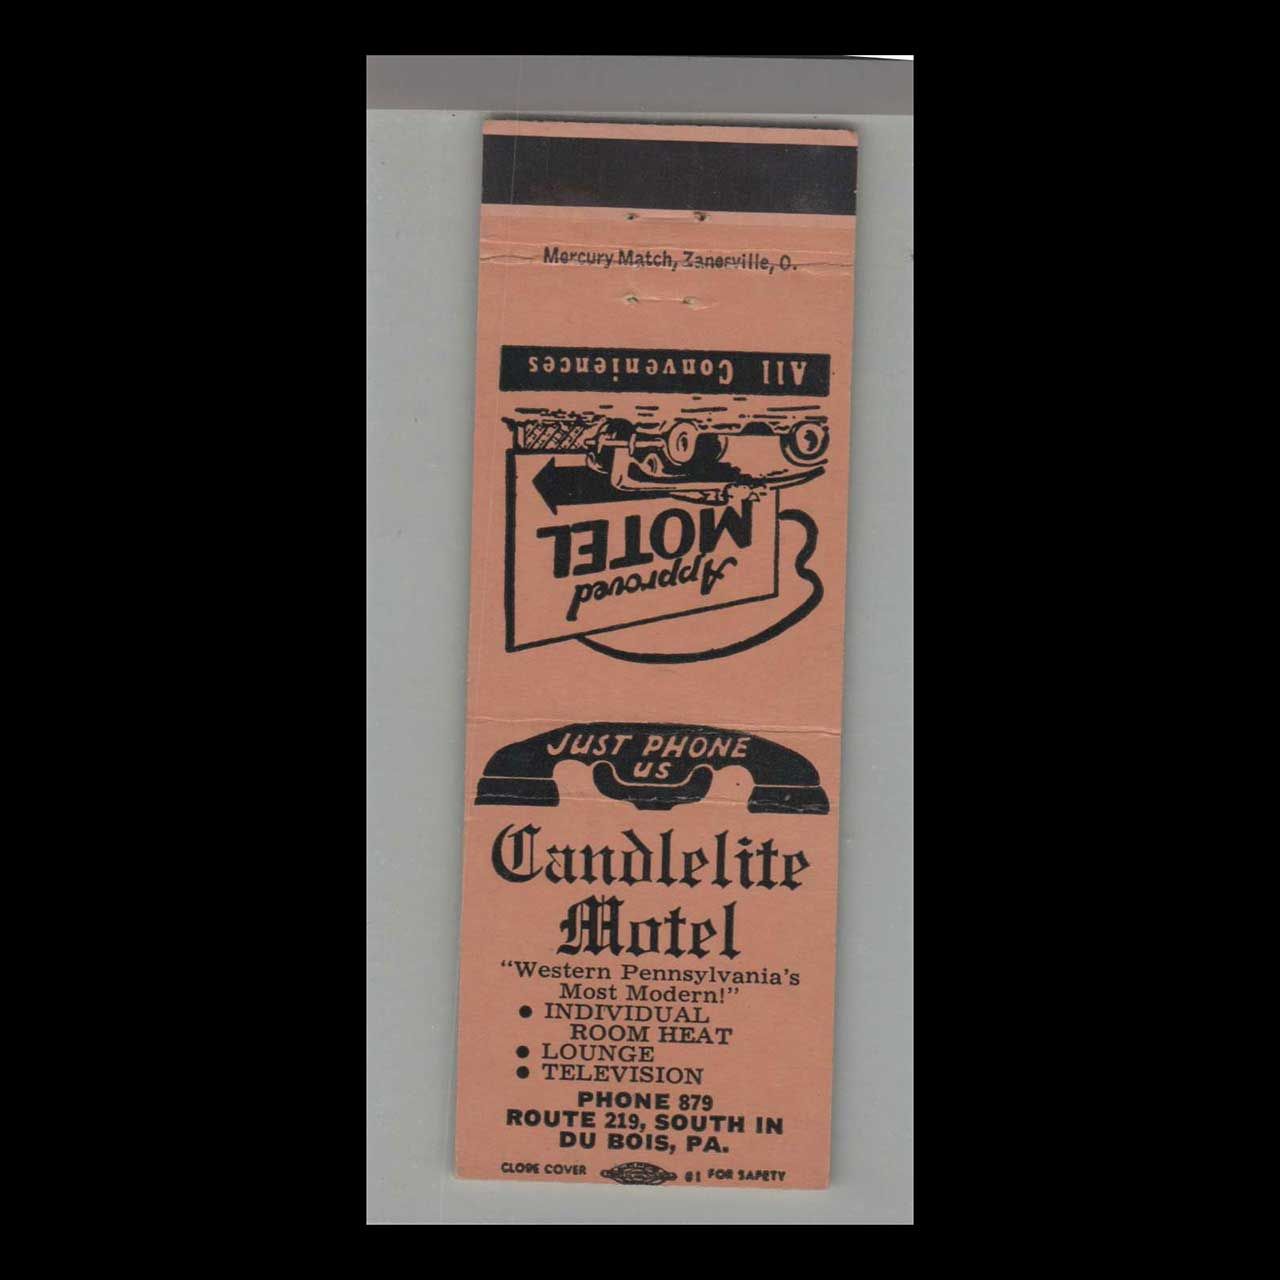 Mercury Match, Zanesville, O.
All Conveniences
Approved
MOTEL
JUST PHONE
US
Candlelite
Motel
“Western Pennsylvania's
Most Modern!”
• INDIVIDUAL
ROOM HEAT
• LOUNGE
• TELEVISION
PHONE 879
ROUTE 219, SOUTH IN
DU BOIS, PA.
CLOSE COVER 61 FOR SAFETY